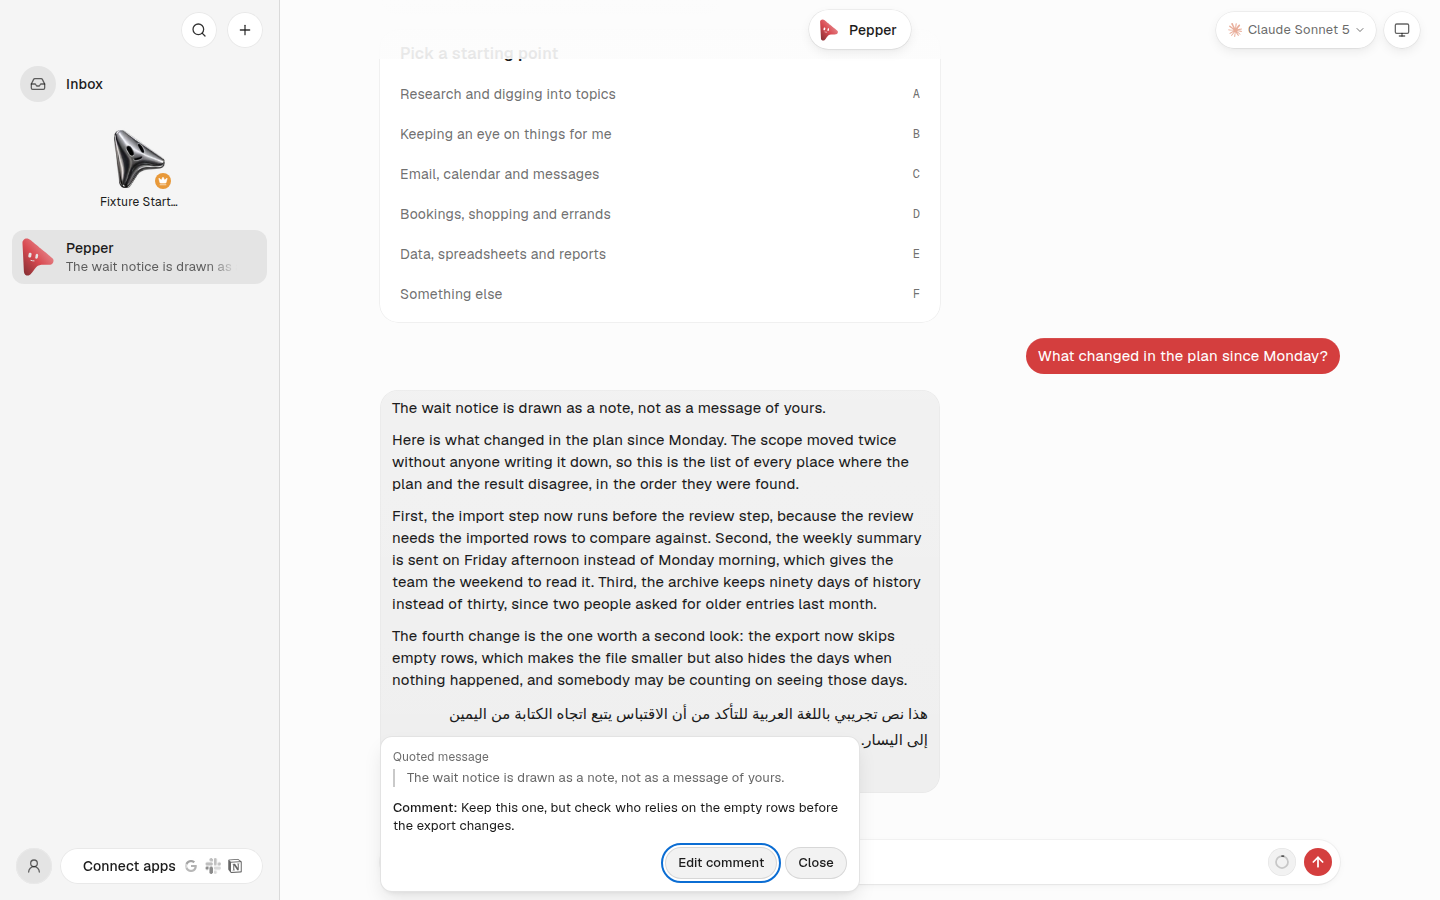 Inbox
Fixture Start…
Pepper
The wait notice is drawn as
Connect apps
Pepper
Claude Sonnet 5
Pick a starting point
Research and digging into topics A
Keeping an eye on things for me B
Email, calendar and messages C
Bookings, shopping and errands D
Data, spreadsheets and reports E
Something else F
What changed in the plan since Monday?
The wait notice is drawn as a note, not as a message of yours.
Here is what changed in the plan since Monday. The scope moved twice
without anyone writing it down, so this is the list of every place where the
plan and the result disagree, in the order they were found.
First, the import step now runs before the review step, because the review
needs the imported rows to compare against. Second, the weekly summary
is sent on Friday afternoon instead of Monday morning, which gives the
team the weekend to read it. Third, the archive keeps ninety days of history
instead of thirty, since two people asked for older entries last month.
The fourth change is the one worth a second look: the export now skips
empty rows, which makes the file smaller but also hides the days when
nothing happened, and somebody may be counting on seeing those days.
هذا نص تجريبي باللغة العربية للتأكد من أن الاقتباس يتبع اتجاه الكتابة من اليمين
إلى اليسار.
Quoted message
The wait notice is drawn as a note, not as a message of yours.
Comment: Keep this one, but check who relies on the empty rows before
the export changes.
Edit comment Close